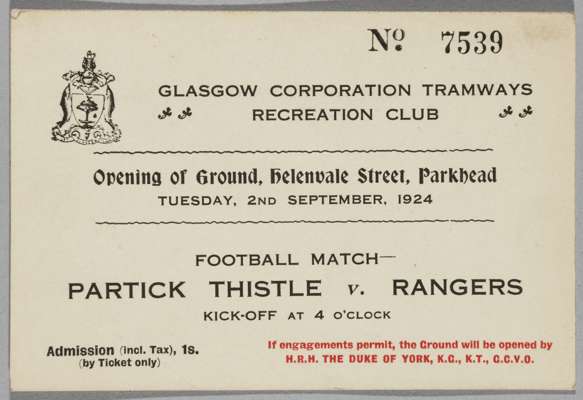 No. 7539
GLASGOW CORPORATION TRAMWAYS
RECREATION CLUB
Opening of Ground, Helenvale Street, Parkhead
TUESDAY, 2ND SEPTEMBER, 1924
FOOTBALL MATCH—
PARTICK THISTLE v. RANGERS
KICK-OFF AT 4 O'CLOCK
Admission (incl. Tax), 1s.
(by Ticket only)
If engagements permit, the Ground will be opened by
H.R.H. THE DUKE OF YORK, K.G., K.T., G.C.V.O.